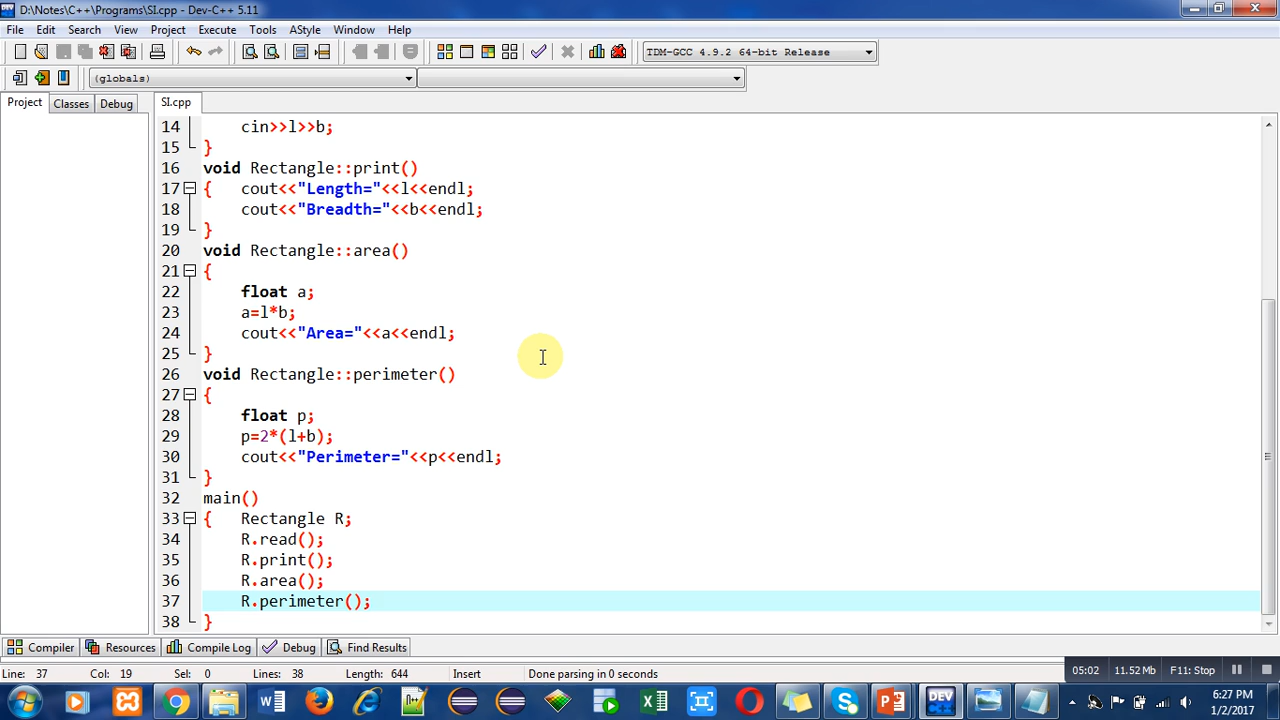 D:\Notes\C++\Programs\SI.cpp - Dev-C++ 5.11
File Edit Search View Project Execute Tools AStyle Window Help
TDM-GCC 4.9.2 64-bit Release
(globals)
Project Classes Debug SI.cpp
14 cin>>l>>b;
15 }
16 void Rectangle::print()
17 { cout<<"Length="<<l<<endl;
18 cout<<"Breadth="<<b<<endl;
19 }
20 void Rectangle::area()
21 {
22 float a;
23 a=l*b;
24 cout<<"Area="<<a<<endl;
25 }
26 void Rectangle::perimeter()
27 {
28 float p;
29 p=2*(l+b);
30 cout<<"Perimeter="<<p<<endl;
31 }
32 main()
33 { Rectangle R;
34 R.read();
35 R.print();
36 R.area();
37 R.perimeter();
38 }
Compiler Resources Compile Log Debug Find Results
Line: 37 Col: 19 Sel: 0 Lines: 38 Length: 644 Insert Done parsing in 0 seconds 05:02 11.52 Mb F11: Stop
DEV
6:27 PM
1/2/2017